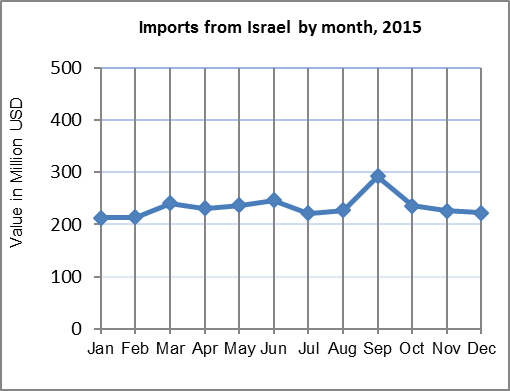 Imports from Israel by month, 2015
Value in Million USD
500
400
300
200
100
0
Jan Feb Mar Apr May Jun Jul Aug Sep Oct Nov Dec